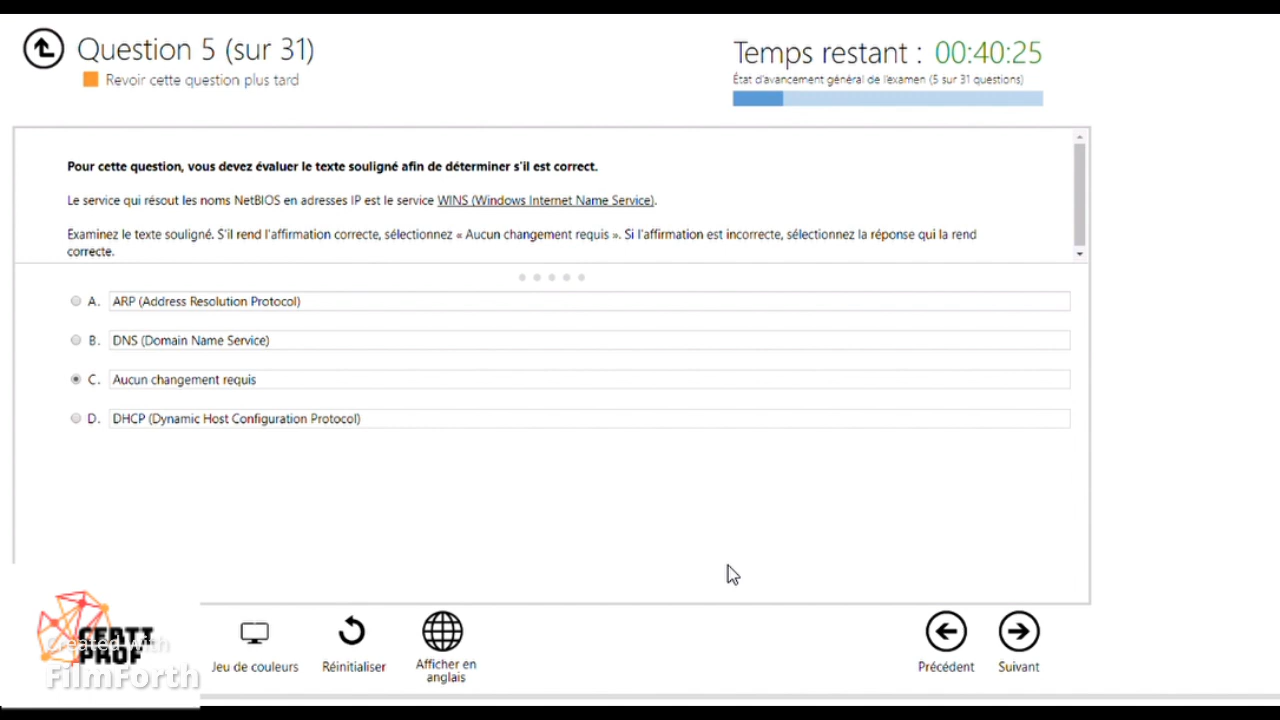 Question 5 (sur 31)
Revoir cette question plus tard
Temps restant : 00:40:25
État d'avancement général de l'examen (5 sur 31 questions)
Pour cette question, vous devez évaluer le texte souligné afin de déterminer s'il est correct.
Le service qui résout les noms NetBIOS en adresses IP est le service WINS (Windows Internet Name Service).
Examinez le texte souligné. S'il rend l'affirmation correcte, sélectionnez « Aucun changement requis ». Si l'affirmation est incorrecte, sélectionnez la réponse qui la rend
correcte.
A. ARP (Address Resolution Protocol)
B. DNS (Domain Name Service)
C. Aucun changement requis
D. DHCP (Dynamic Host Configuration Protocol)
CERTI
PROF
Created with
FilmForth
Jeu de couleurs
Réinitialiser
Afficher en
anglais
Précédent
Suivant